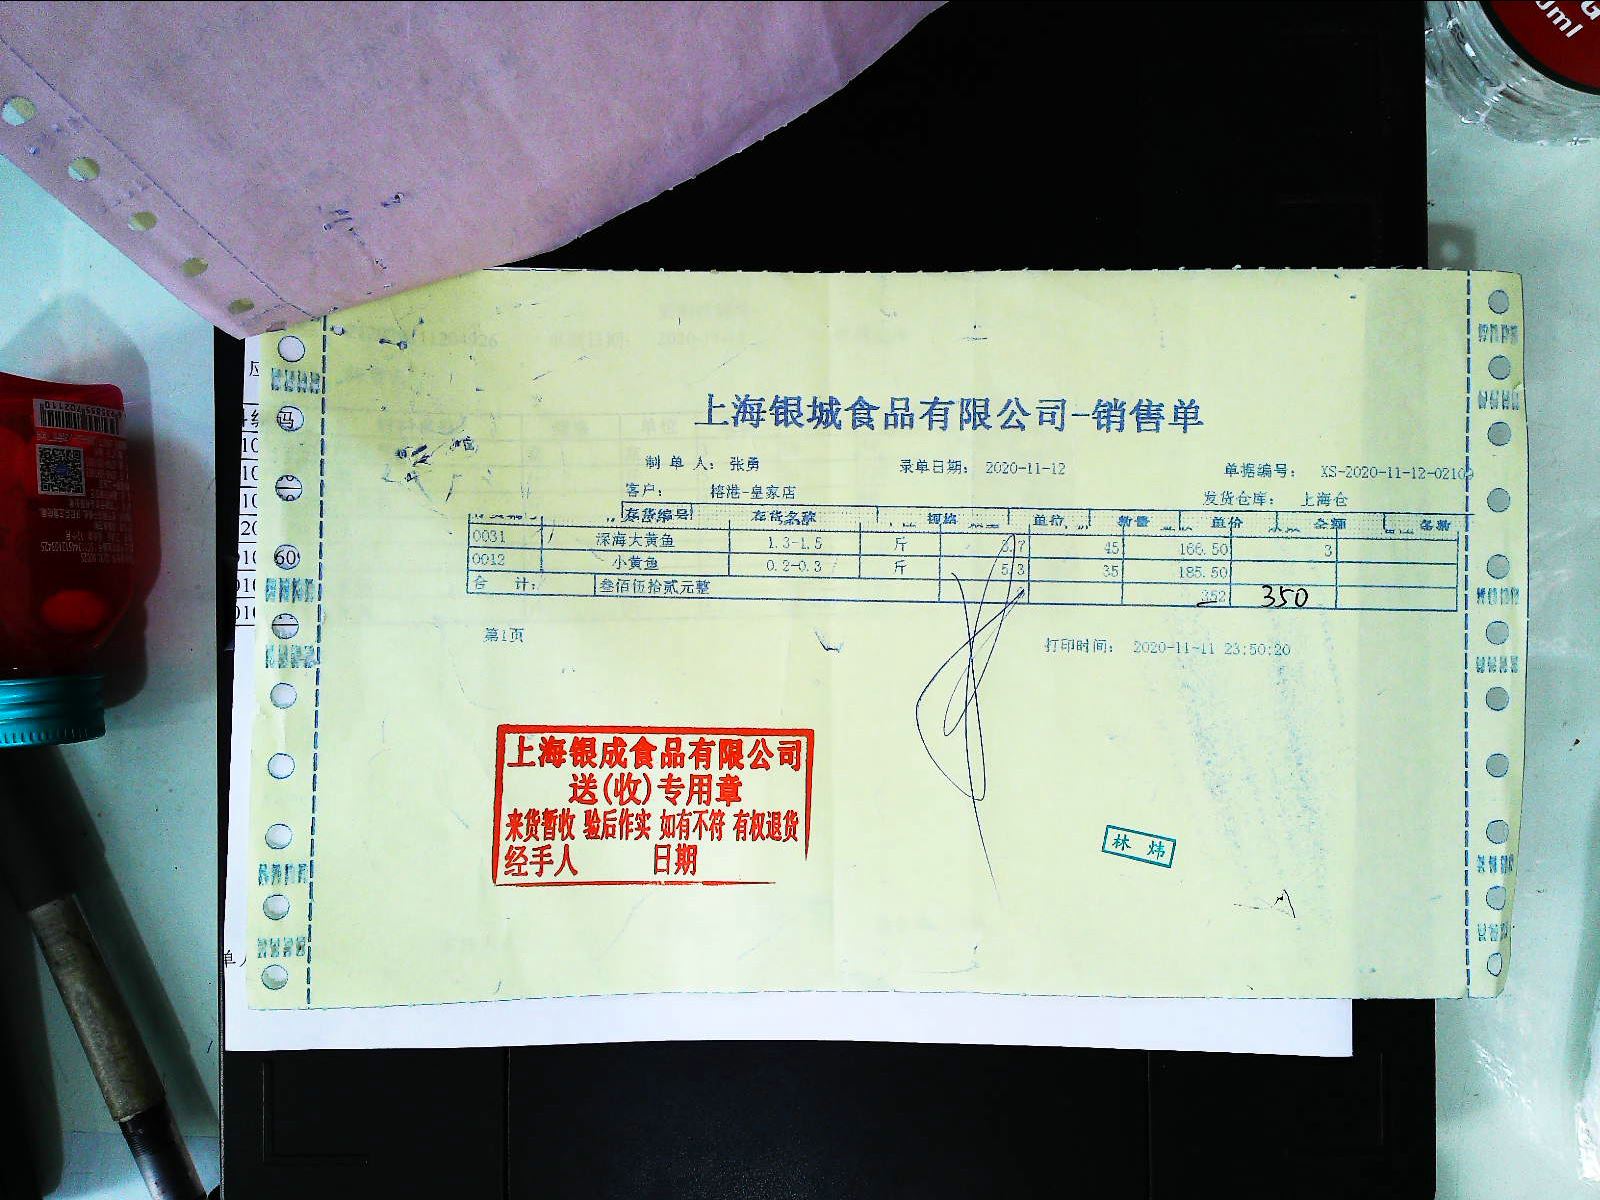 上海银城食品有限公司-销售单
制 单 人: 张勇 录单日期: 2020-11-12 单据编号: XS-2020-11-12-02109
客户: 榕港-皇家店 发货仓库: 上海仓
存货编号 存货名称 规格 单位 数量 单价 金额
0031 深海大黄鱼 1.3-1.5 斤 3.7 45 166.50 3
0012 小黄鱼 0.2-0.3 斤 5.3 35 185.50
合 计: 叁佰伍拾贰元整 352 350
第1页 打印时间: 2020-11-11 23:50:20
上海银成食品有限公司
送(收)专用章
来货暂收 验后作实 如有不符 有权退货
经手人 日期
林 炜